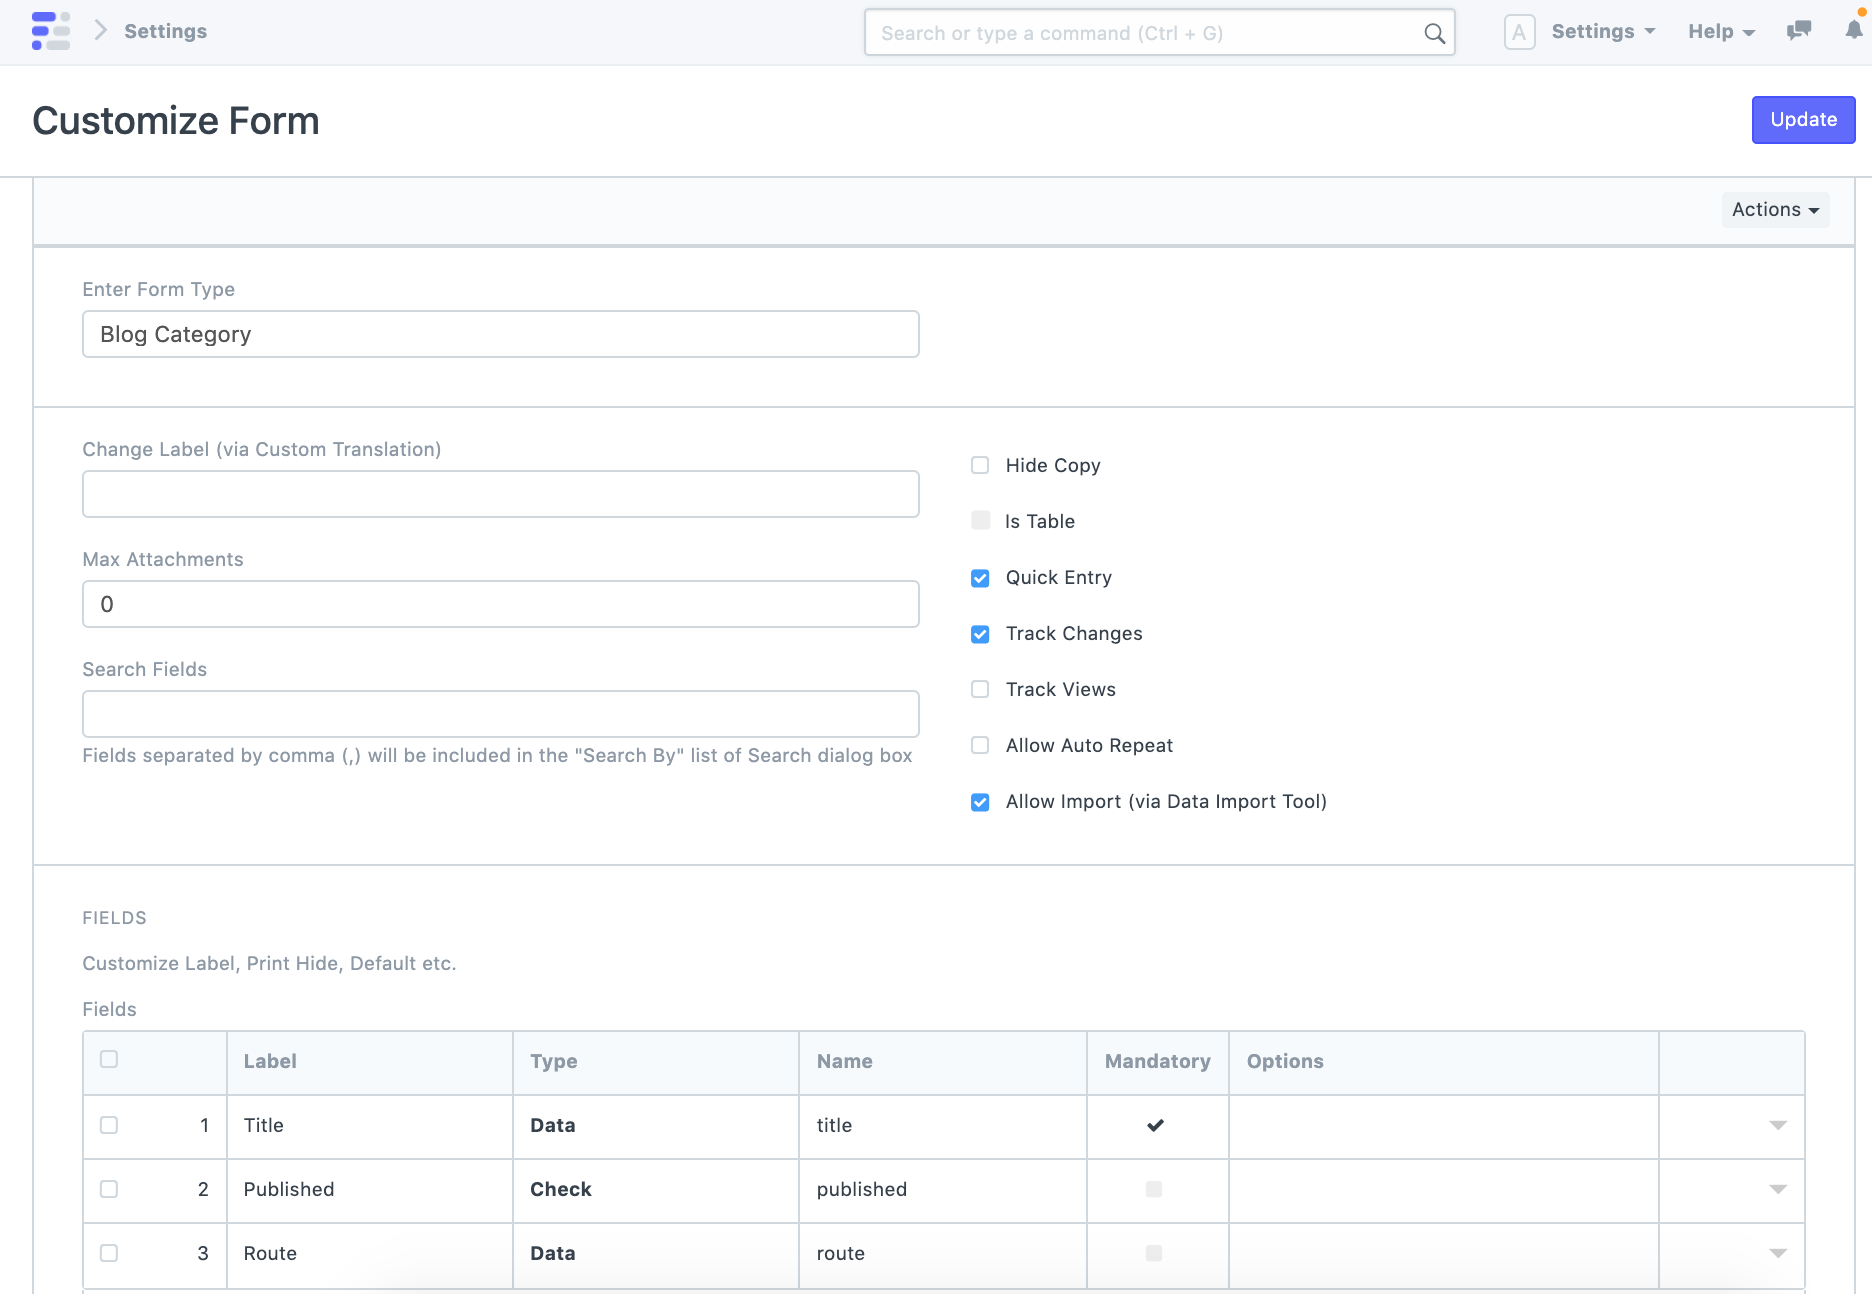 Settings
Search or type a command (Ctrl + G)
A
Settings
Help
Customize Form
Update
Actions
Enter Form Type
Blog Category
Change Label (via Custom Translation)
Max Attachments
0
Search Fields
Fields separated by comma (,) will be included in the "Search By" list of Search dialog box
Hide Copy
Is Table
Quick Entry
Track Changes
Track Views
Allow Auto Repeat
Allow Import (via Data Import Tool)
FIELDS
Customize Label, Print Hide, Default etc.
Fields
Label Type Name Mandatory Options
1 Title Data title
2 Published Check published
3 Route Data route